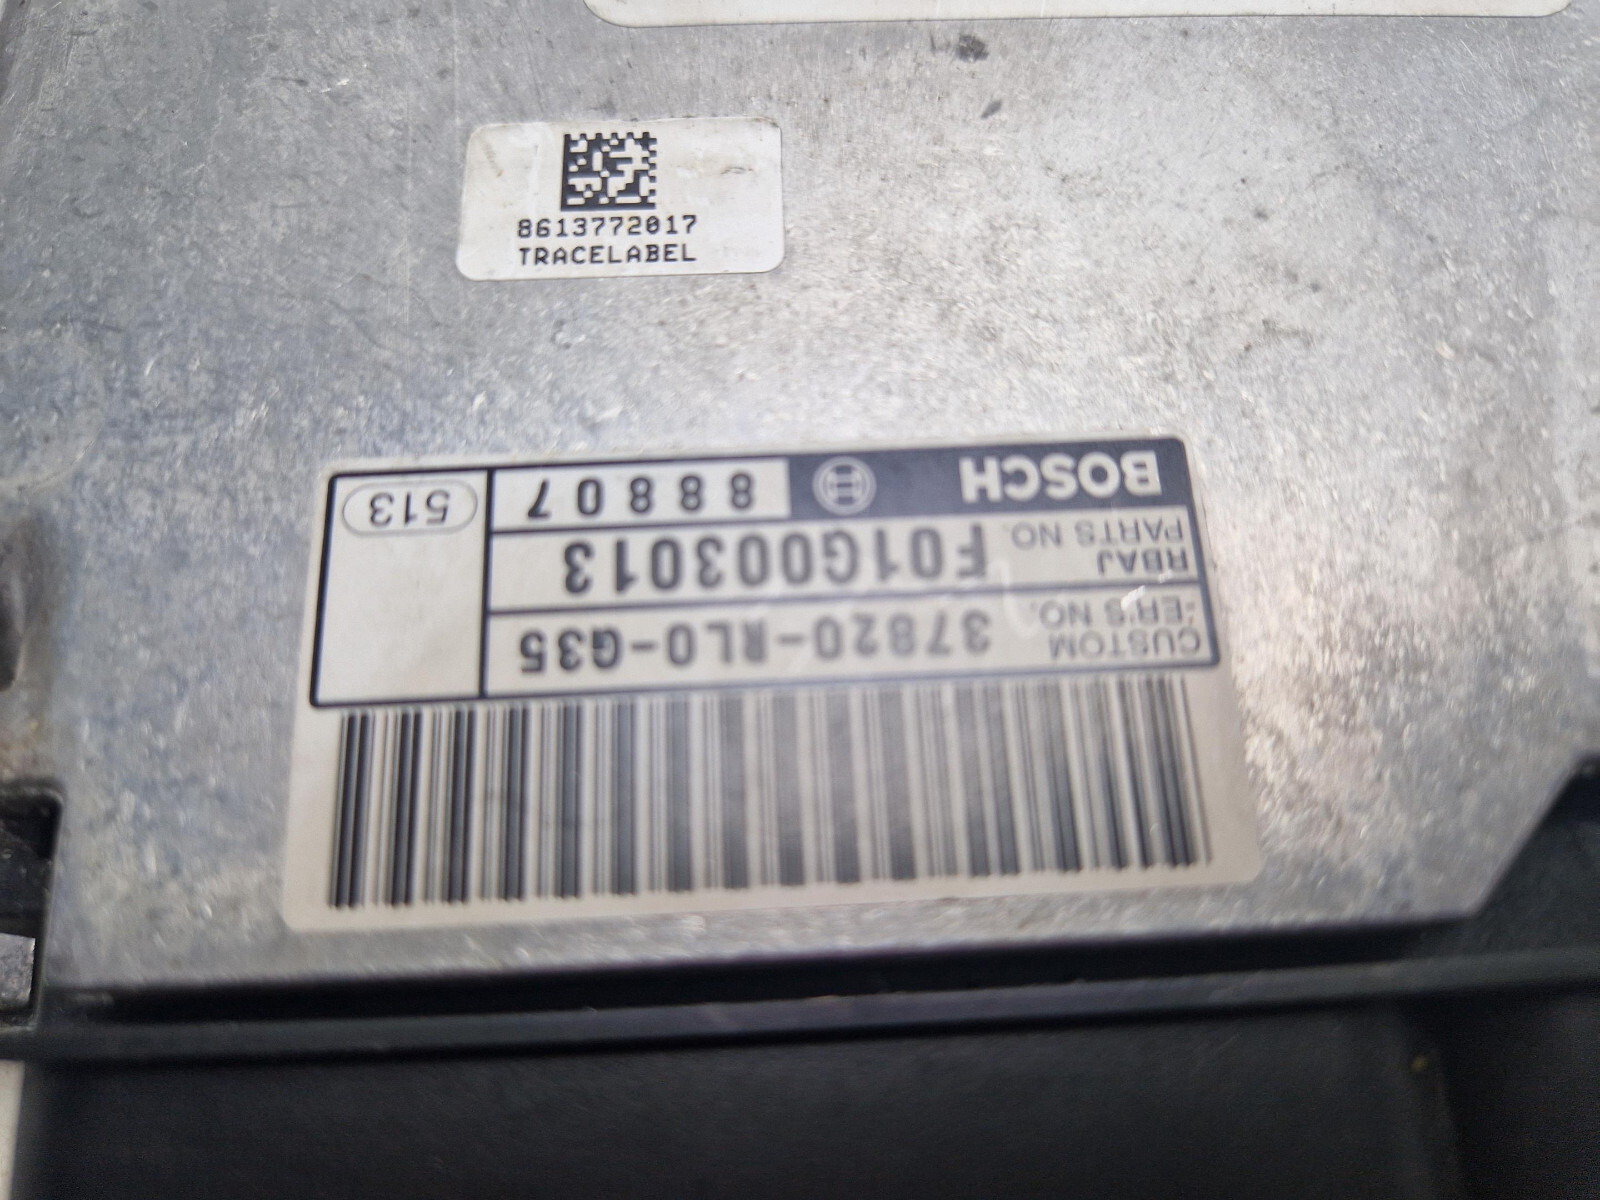 8613772017
TRACELABEL
BOSCH 88807 513
RBAJ PARTS NO. F01G003013
CUSTOM -ER'S NO. 37820-RL0-G35